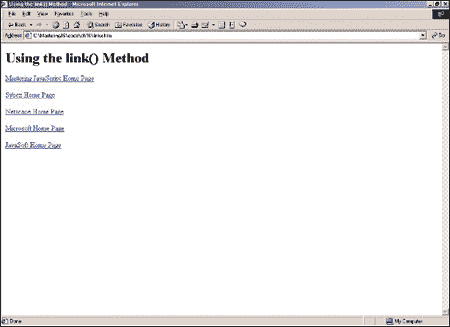 Using the link() Method - Microsoft Internet Explorer
File Edit View Favorites Tools Help
Back Search Favorites History
Address Go
Using the link() Method
Mastering JavaScript Home Page
Sybex Home Page
Netscape Home Page
Microsoft Home Page
JavaSoft Home Page
Done My Computer